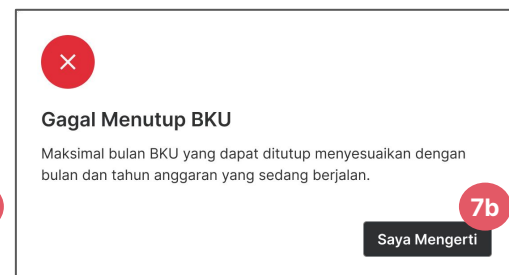 Gagal Menutup BKU
Maksimal bulan BKU yang dapat ditutup menyesuaikan dengan
bulan dan tahun anggaran yang sedang berjalan.
7b
Saya Mengerti